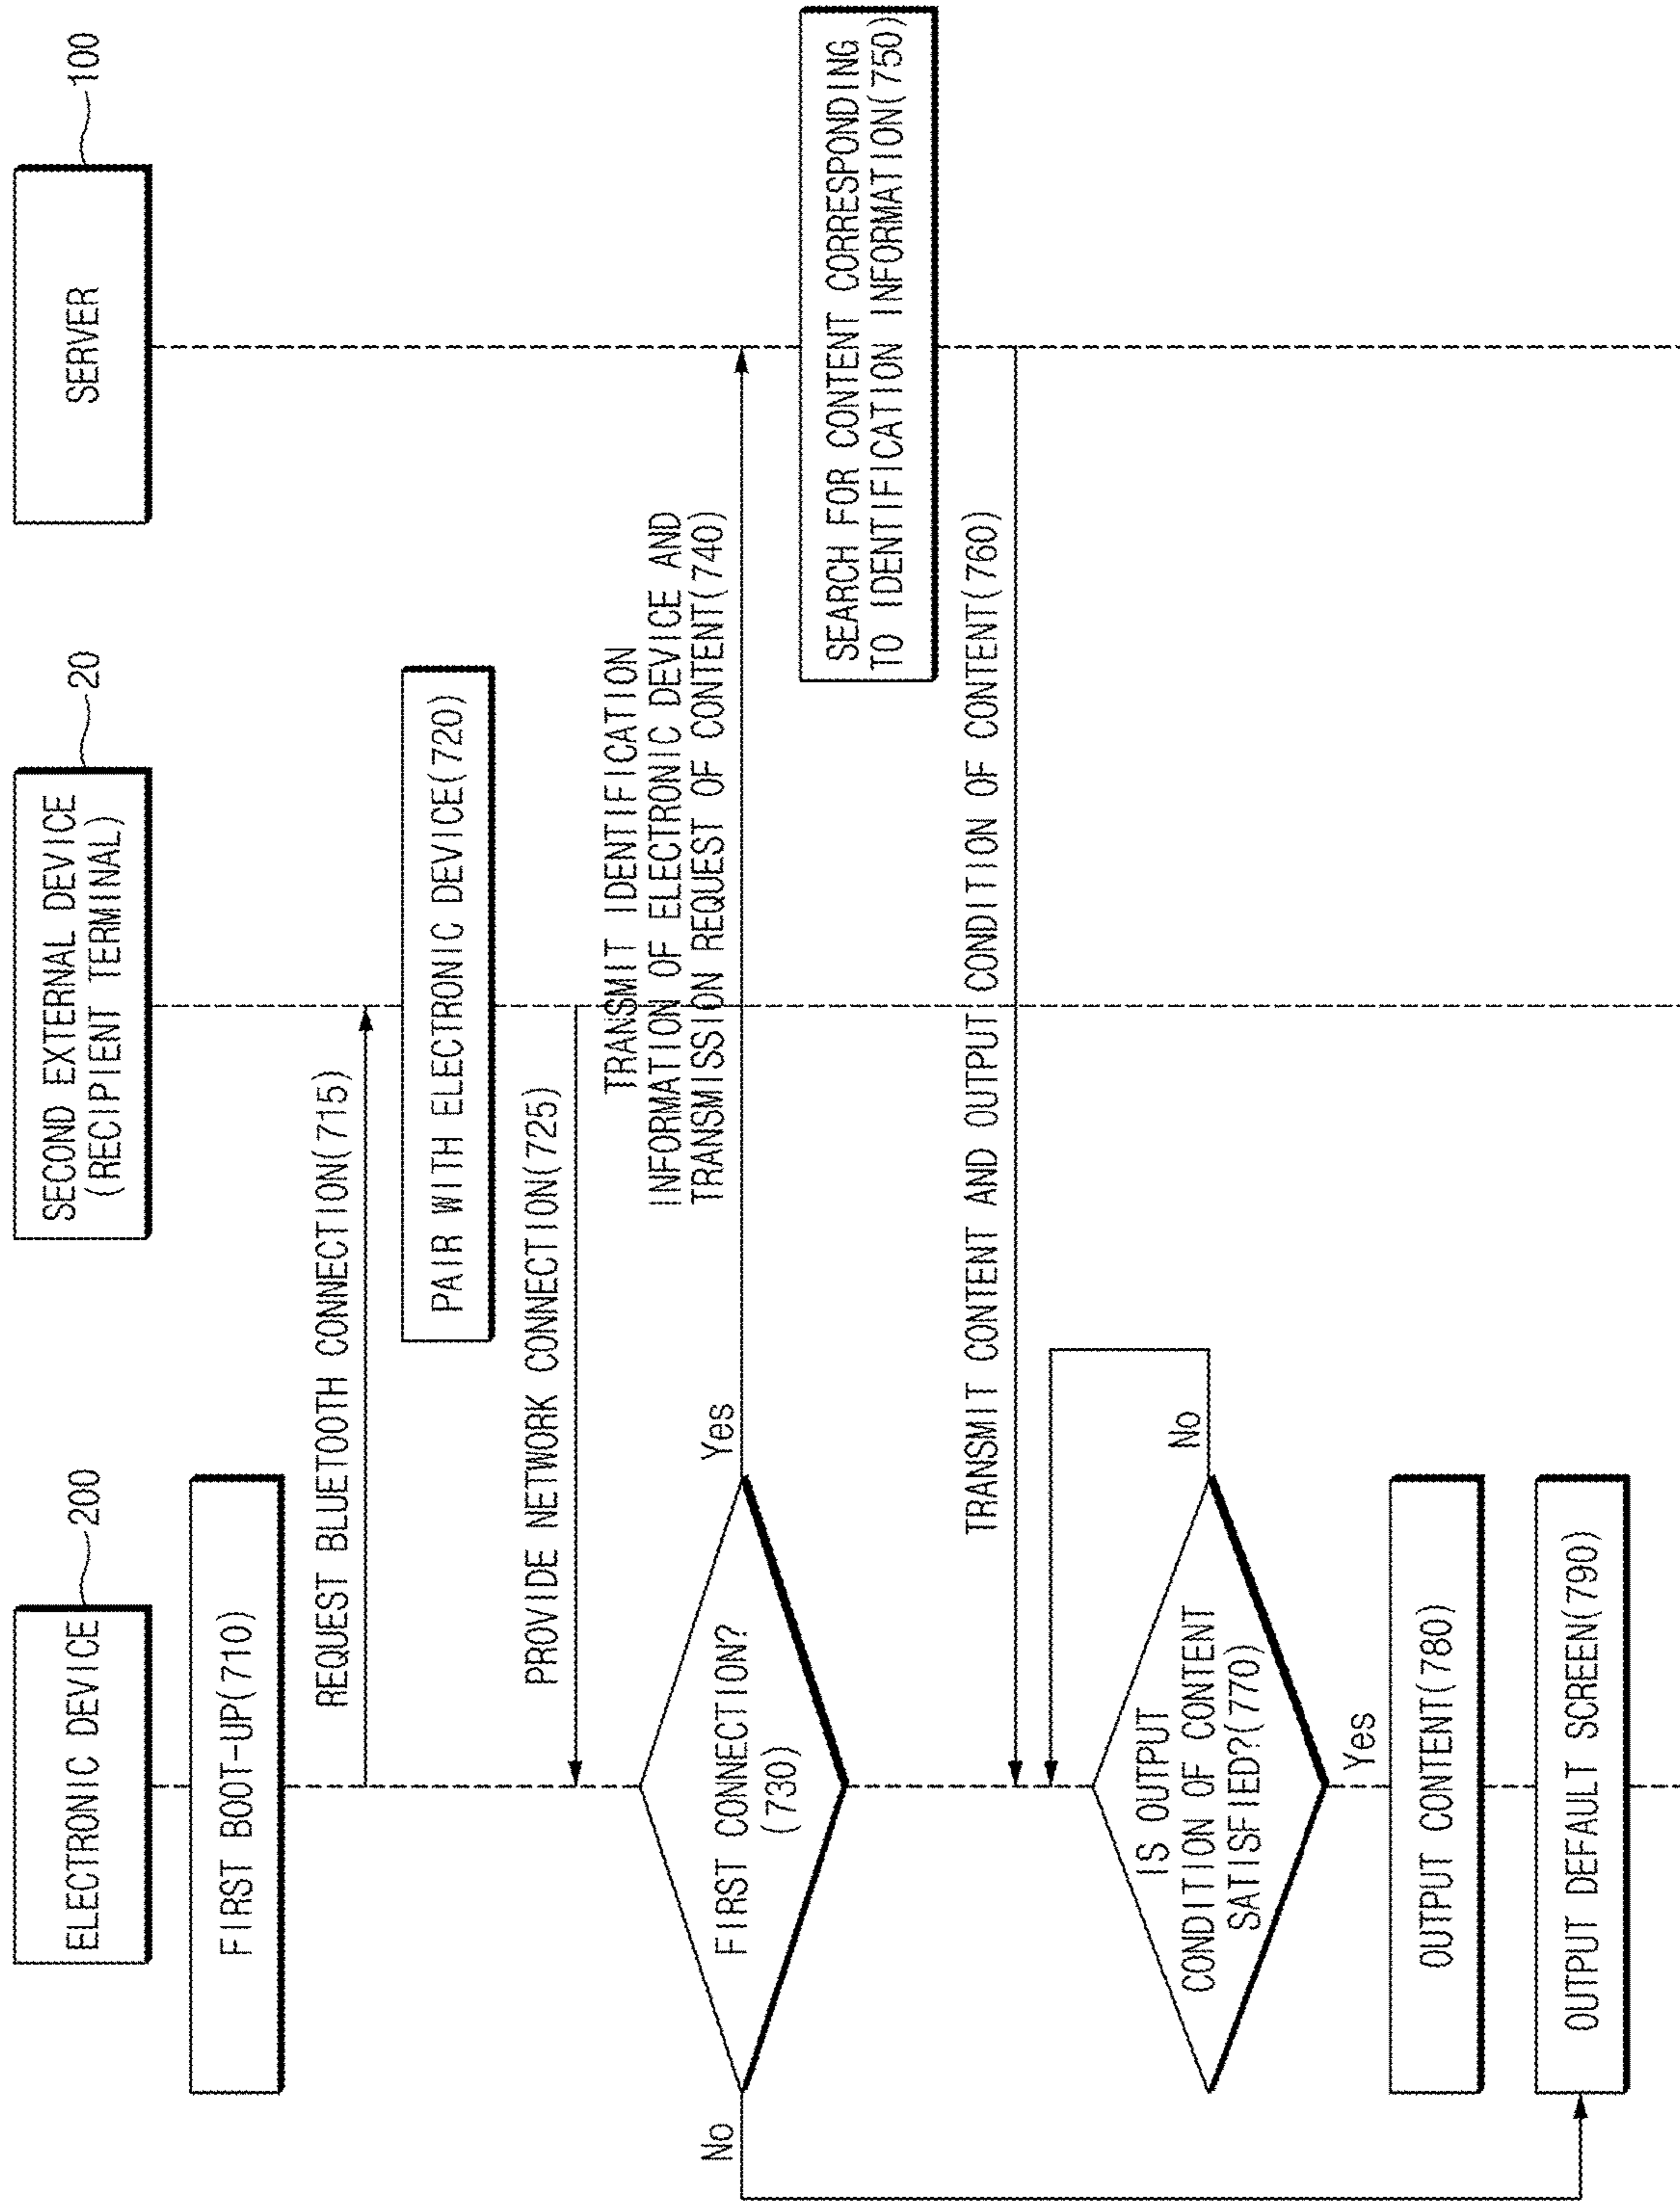 ELECTRONIC DEVICE
200
SECOND EXTERNAL DEVICE
(RECIPIENT TERMINAL)
20
SERVER
100
FIRST BOOT-UP(710)
REQUEST BLUETOOTH CONNECTION(715)
PAIR WITH ELECTRONIC DEVICE(720)
PROVIDE NETWORK CONNECTION(725)
FIRST CONNECTION?
(730)
No
Yes
TRANSMIT IDENTIFICATION
INFORMATION OF ELECTRONIC DEVICE AND
TRANSMISSION REQUEST OF CONTENT(740)
SEARCH FOR CONTENT CORRESPONDING
TO IDENTIFICATION INFORMATION(750)
TRANSMIT CONTENT AND OUTPUT CONDITION OF CONTENT(760)
IS OUTPUT
CONDITION OF CONTENT
SATISFIED?(770)
No
Yes
OUTPUT CONTENT(780)
OUTPUT DEFAULT SCREEN(790)